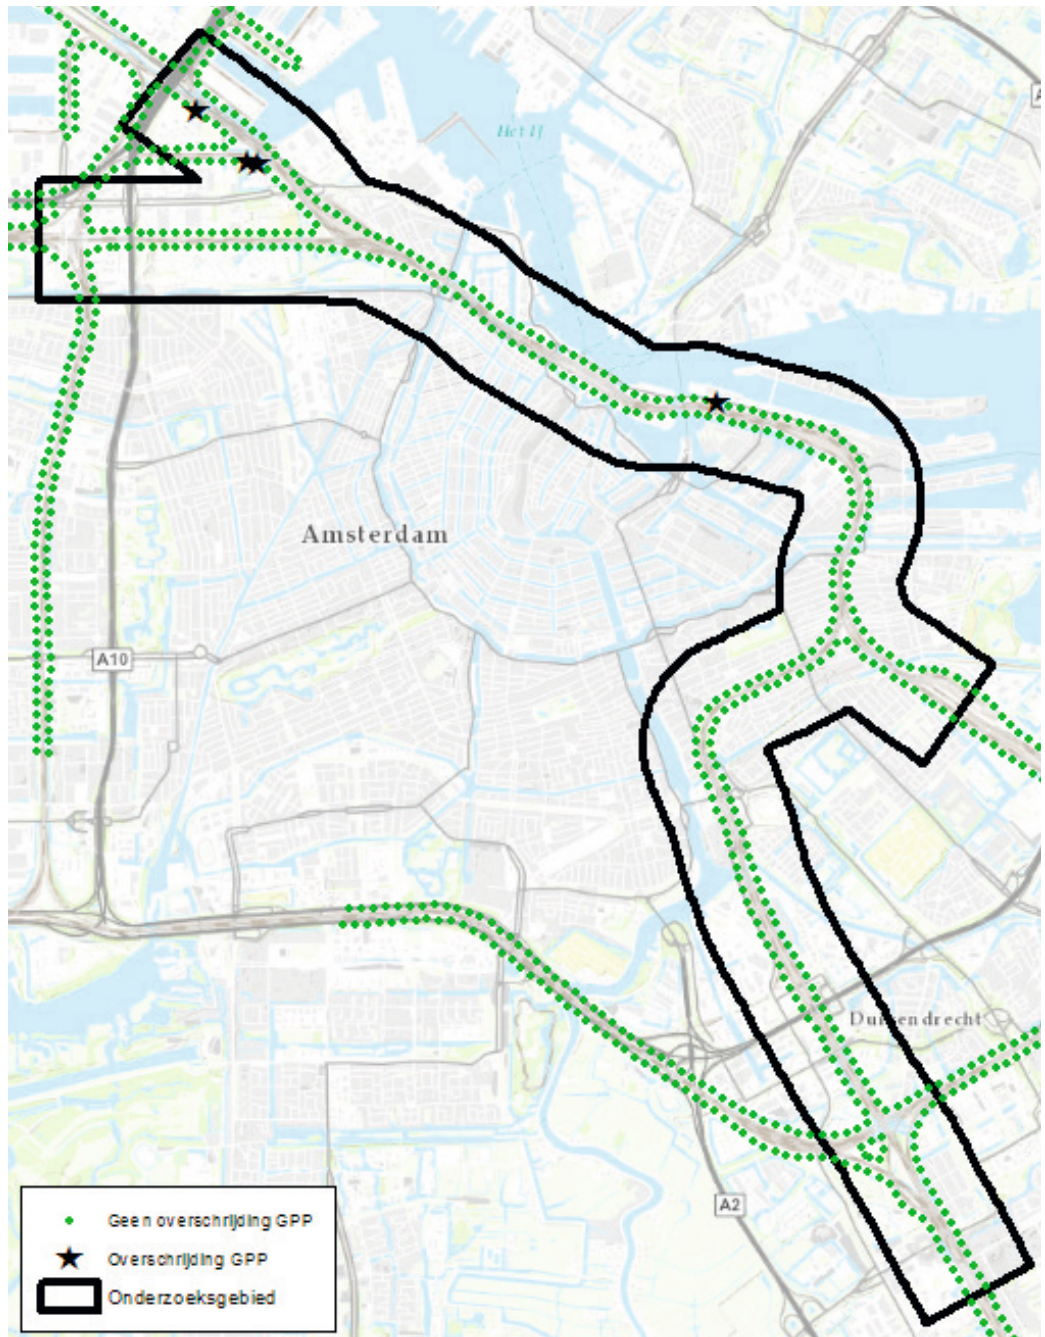 Het IJ
Amsterdam
A10
Duivendrecht
A2
Geen overschrijding GPP
Overschrijding GPP
Onderzoeksgebied